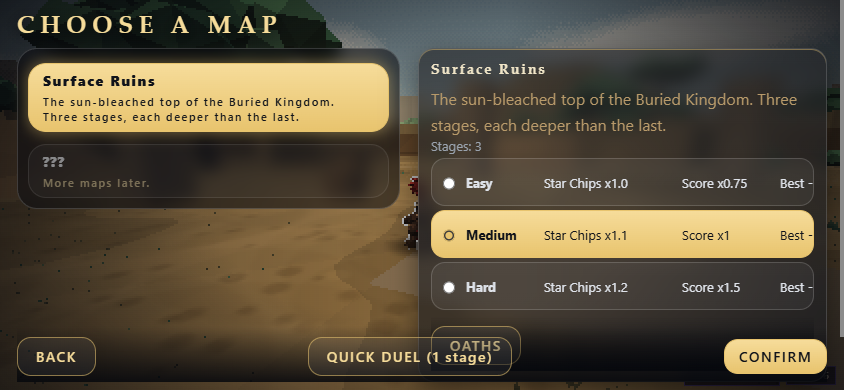 CHOOSE A MAP
Surface Ruins
The sun-bleached top of the Buried Kingdom.
Three stages, each deeper than the last.
???
More maps later.
Surface Ruins
The sun-bleached top of the Buried Kingdom. Three
stages, each deeper than the last.
Stages: 3
Easy Star Chips x1.0 Score x0.75 Best -
Medium Star Chips x1.1 Score x1 Best -
Hard Star Chips x1.2 Score x1.5 Best -
OATHS
BACK
QUICK DUEL (1 stage)
CONFIRM